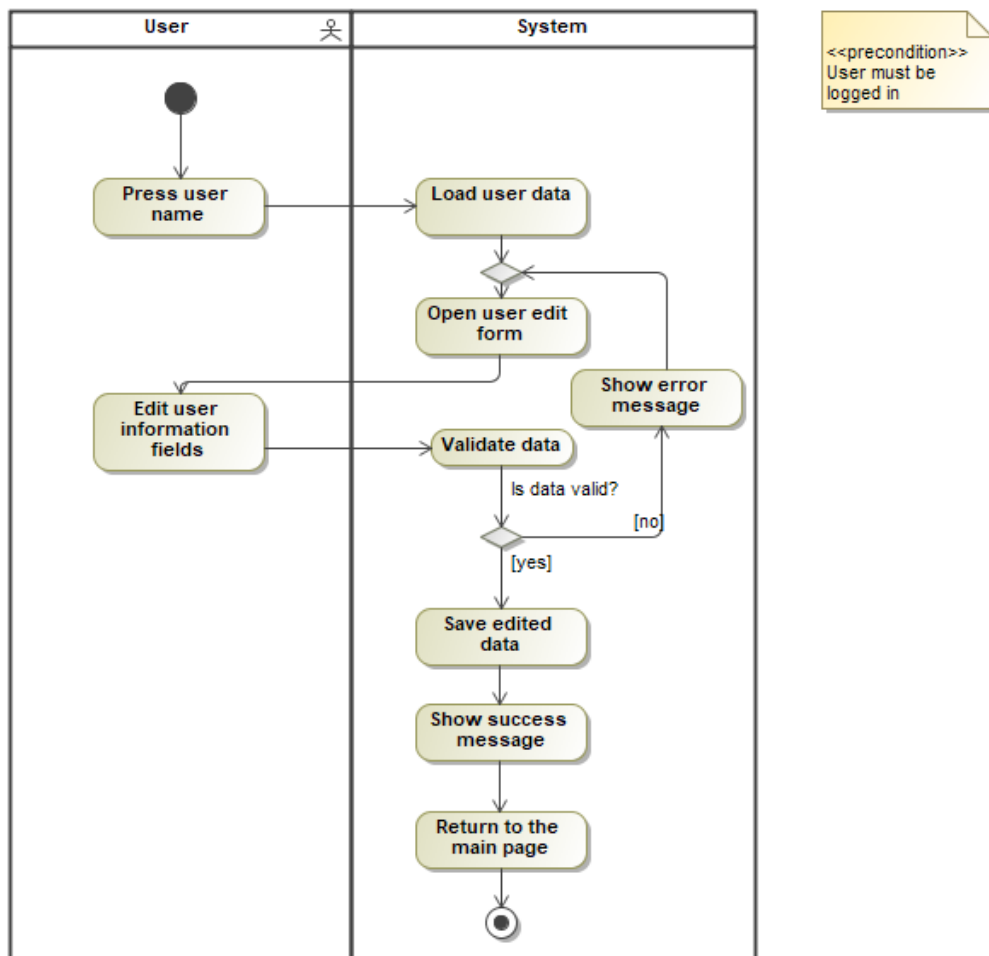 User
System
<<precondition>>
User must be
logged in
Press user
name
Load user data
Open user edit
form
Show error
message
Edit user
information
fields
Validate data
Is data valid?
[no]
[yes]
Save edited
data
Show success
message
Return to the
main page